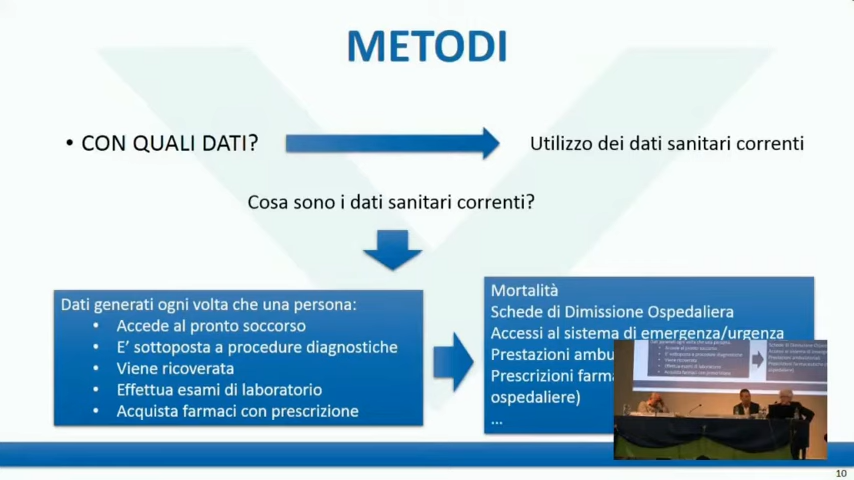 METODI
• CON QUALI DATI?
Utilizzo dei dati sanitari correnti
Cosa sono i dati sanitari correnti?
Dati generati ogni volta che una persona:
• Accede al pronto soccorso
• E' sottoposta a procedure diagnostiche
• Viene ricoverata
• Effettua esami di laboratorio
• Acquista farmaci con prescrizione
Mortalità
Schede di Dimissione Ospedaliera
Accessi al sistema di emergenza/urgenza
Prestazioni ambu
Prescrizioni farma
ospedaliere)
...
10